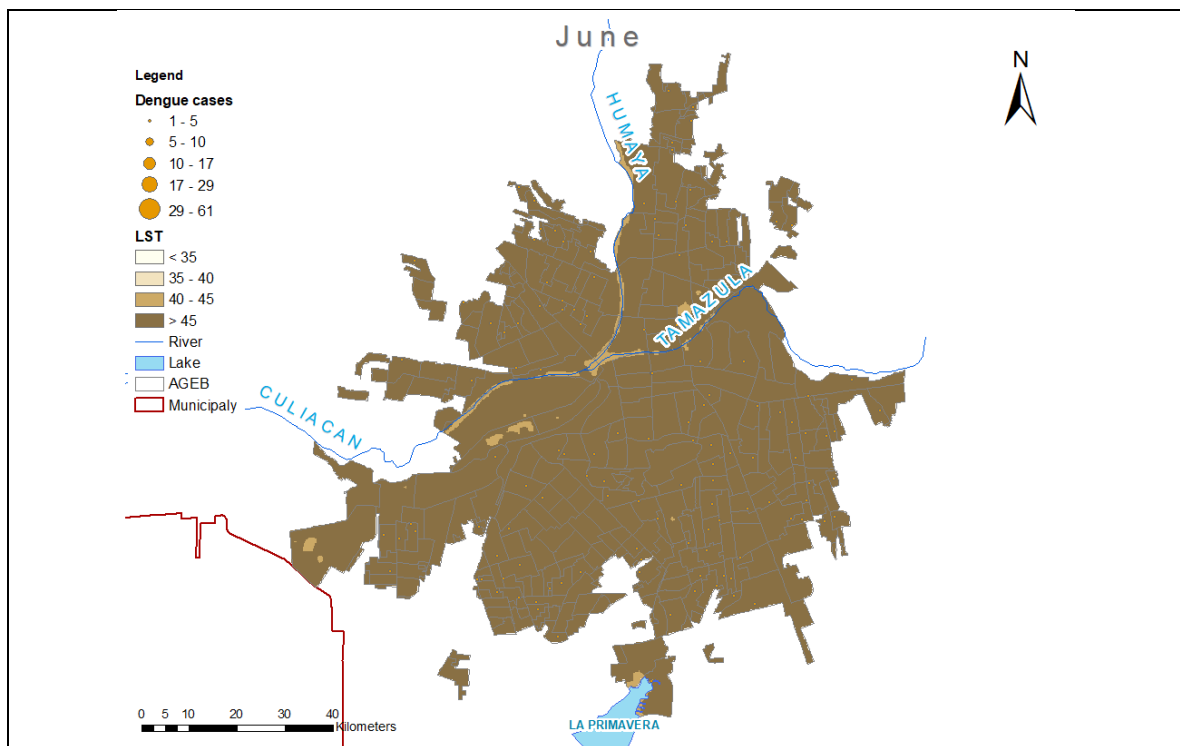 June
N
Legend
Dengue cases
1 - 5
5 - 10
10 - 17
17 - 29
29 - 61
LST
< 35
35 - 40
40 - 45
> 45
River
Lake
AGEB
Municipaly
HUMAYA
TAMAZULA
CULIACAN
0 5 10 20 30 40
Kilometers
LA PRIMAVERA